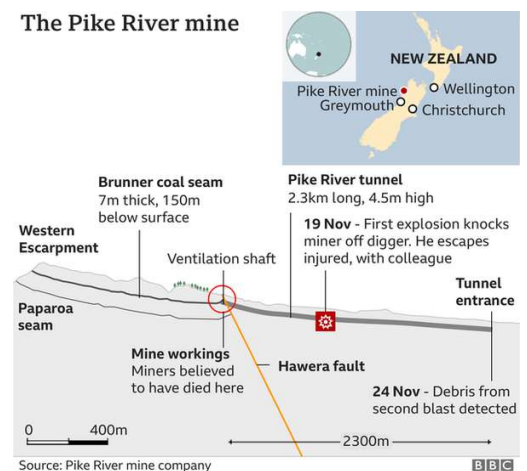 The Pike River mine
NEW ZEALAND
Pike River mine
Wellington
Greymouth
Christchurch
Brunner coal seam
7m thick, 150m
below surface
Pike River tunnel
2.3km long, 4.5m high
19 Nov - First explosion knocks
miner off digger. He escapes
injured, with colleague
Western
Escarpment
Ventilation shaft
Tunnel
entrance
Paparoa
seam
Mine workings
Miners believed
to have died here
Hawera fault
24 Nov - Debris from
second blast detected
0 400m
2300m
Source: Pike River mine company
BBC